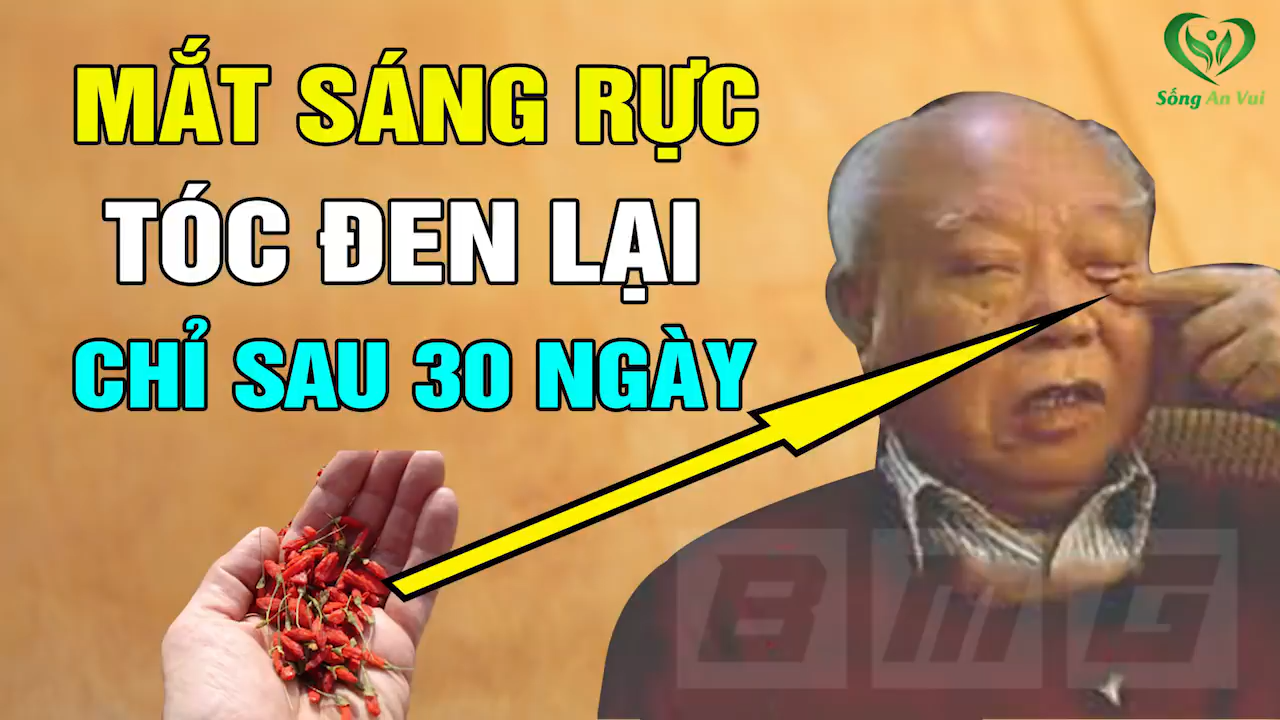 MẮT SÁNG RỰC
TÓC ĐEN LẠI
CHỈ SAU 30 NGÀY
Sống An Vui
BMG